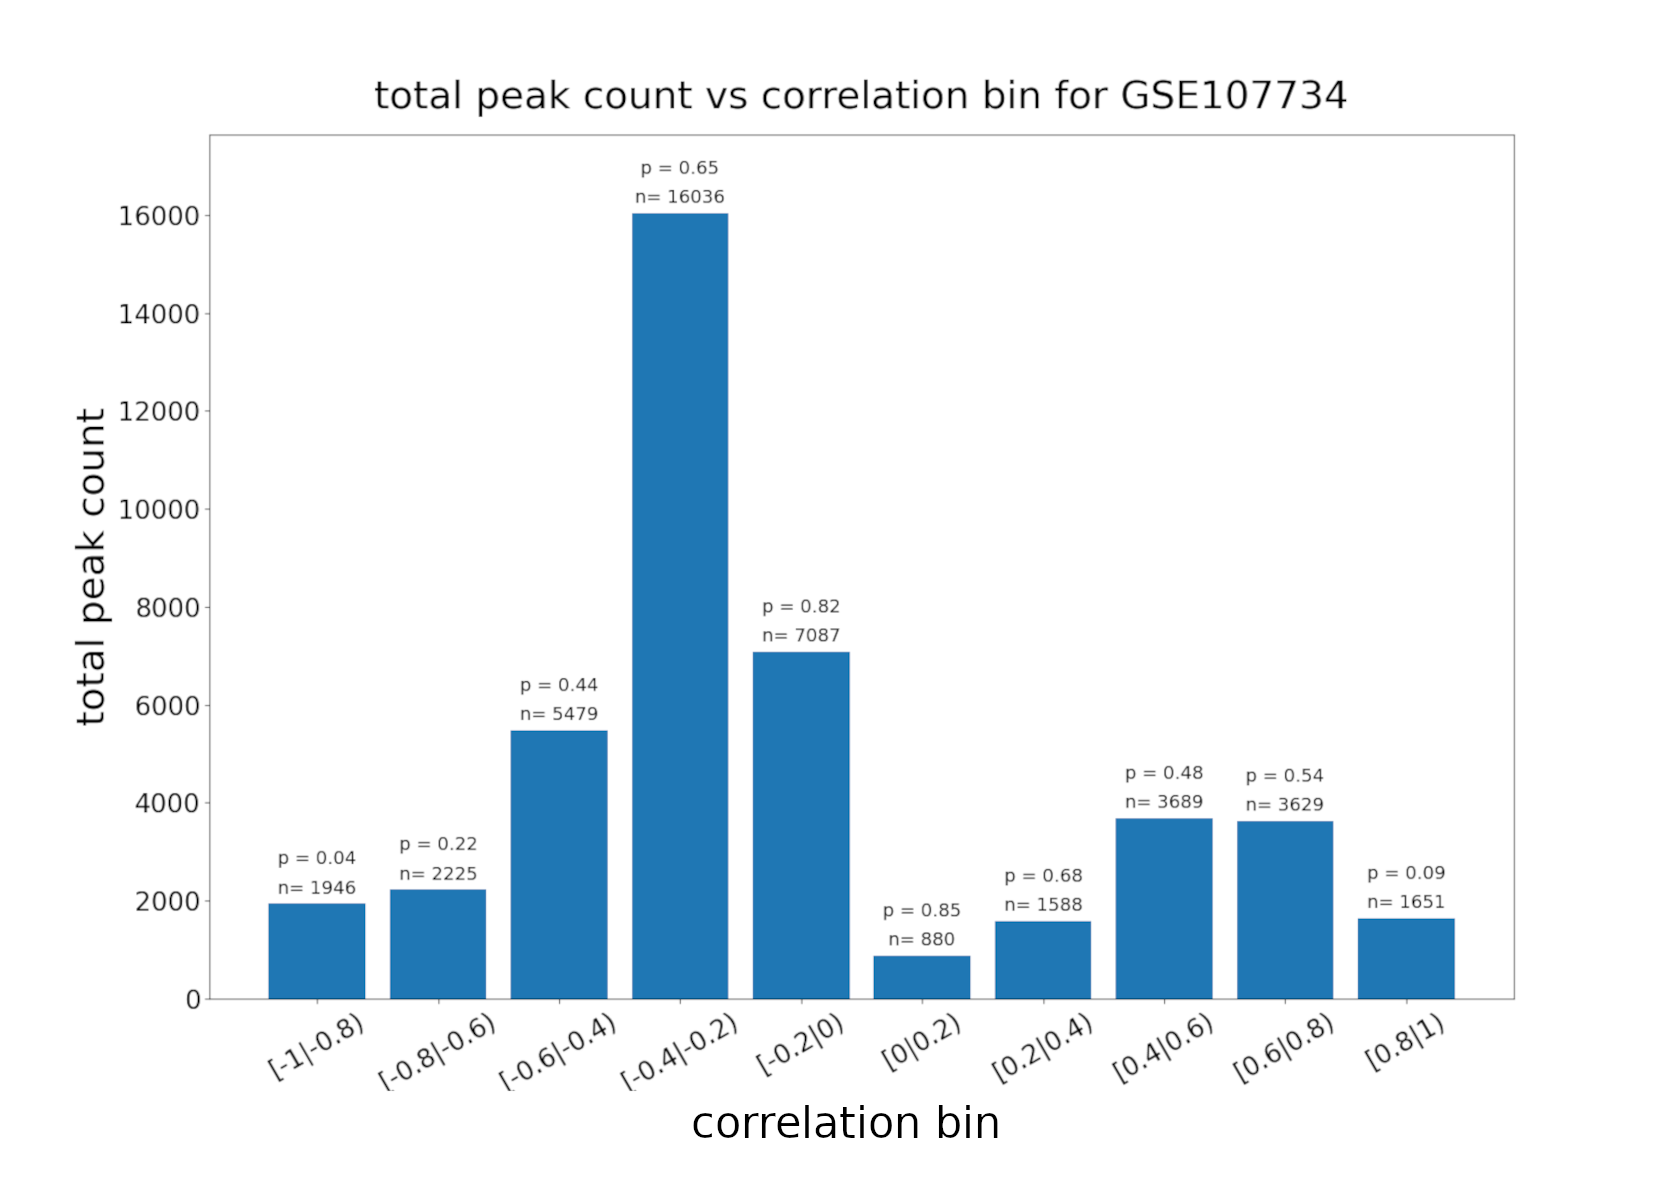 total peak count vs correlation bin for GSE107734
total peak count
16000
14000
12000
10000
8000
6000
4000
2000
0
p = 0.04
n= 1946
p = 0.22
n= 2225
p = 0.44
n= 5479
p = 0.65
n= 16036
p = 0.82
n= 7087
p = 0.85
n= 880
p = 0.68
n= 1588
p = 0.48
n= 3689
p = 0.54
n= 3629
p = 0.09
n= 1651
[-1|-0.8)
[-0.8|-0.6)
[-0.6|-0.4)
[-0.4|-0.2)
[-0.2|0)
[0|0.2)
[0.2|0.4)
[0.4|0.6)
[0.6|0.8)
[0.8|1)
correlation bin